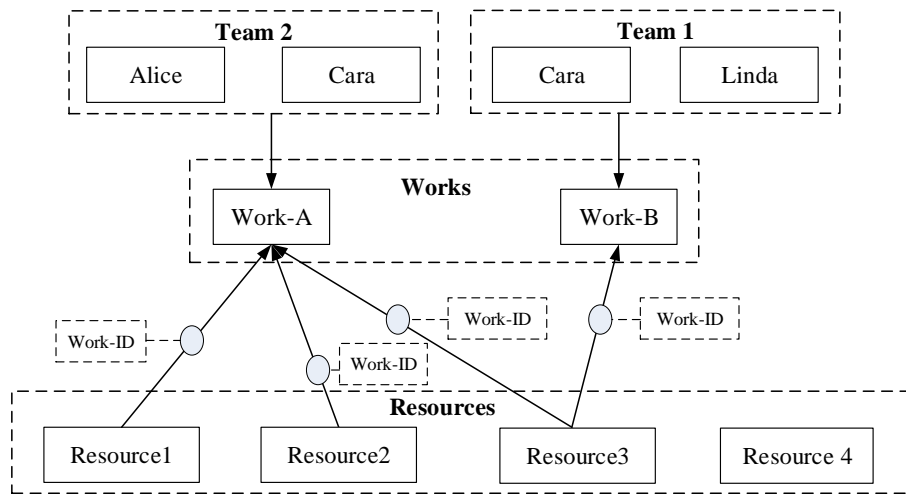 Team 2
Team 1
Alice
Cara
Cara
Linda
Works
Work-A
Work-B
Work-ID
Work-ID
Work-ID
Work-ID
Resources
Resource1
Resource2
Resource3
Resource 4